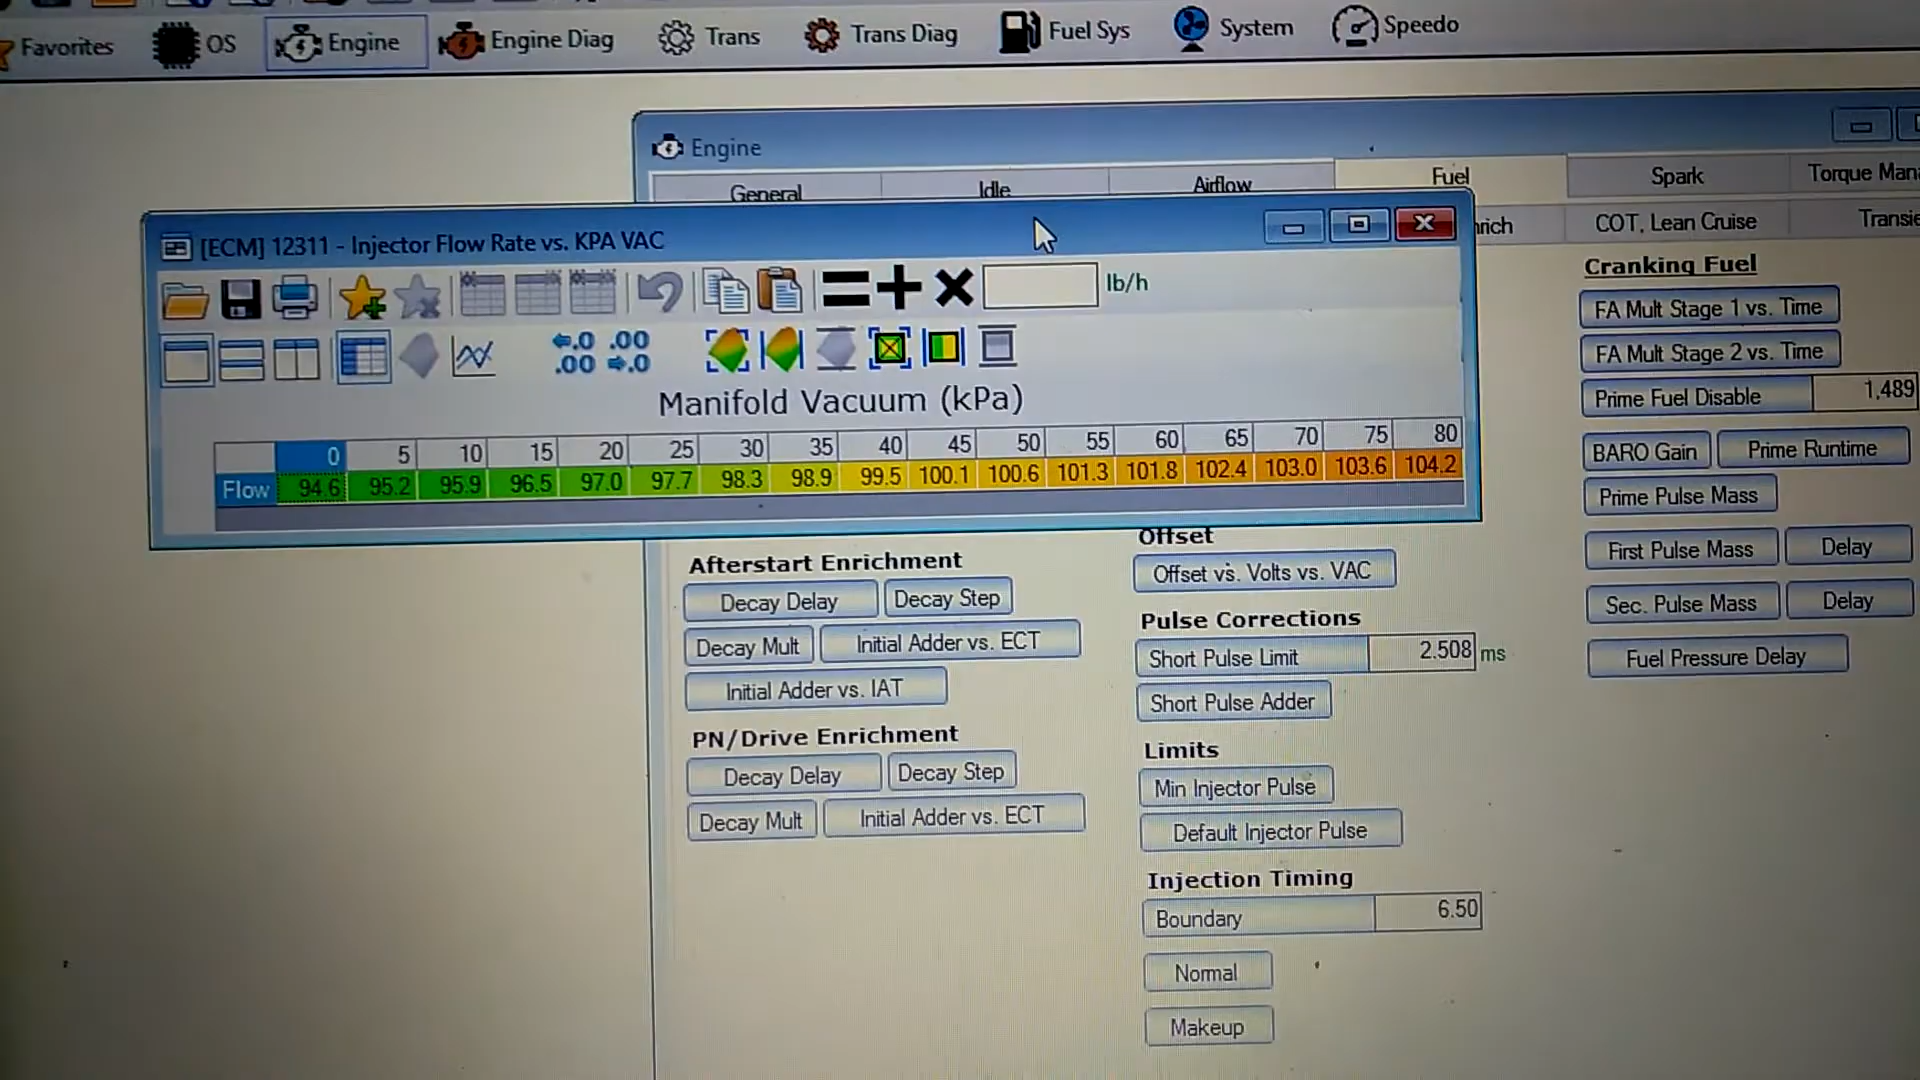 Favorites OS Engine Engine Diag Trans Trans Diag Fuel Sys System Speedo
Engine
General Idle Airflow Fuel Spark Torque Man
rich COT, Lean Cruise Transie
[ECM] 12311 - Injector Flow Rate vs. KPA VAC
lb/h
←.0 .00
.00 →.0
Manifold Vacuum (kPa)
0 5 10 15 20 25 30 35 40 45 50 55 60 65 70 75 80
Flow 94.6 95.2 95.9 96.5 97.0 97.7 98.3 98.9 99.5 100.1 100.6 101.3 101.8 102.4 103.0 103.6 104.2
Afterstart Enrichment
Decay Delay Decay Step
Decay Mult Initial Adder vs. ECT
Initial Adder vs. IAT
PN/Drive Enrichment
Decay Delay Decay Step
Decay Mult Initial Adder vs. ECT
Offset
Offset vs. Volts vs. VAC
Pulse Corrections
Short Pulse Limit 2.508 ms
Short Pulse Adder
Limits
Min Injector Pulse
Default Injector Pulse
Injection Timing
Boundary 6.50
Normal
Makeup
Cranking Fuel
FA Mult Stage 1 vs. Time
FA Mult Stage 2 vs. Time
Prime Fuel Disable 1,489
BARO Gain Prime Runtime
Prime Pulse Mass
First Pulse Mass Delay
Sec. Pulse Mass Delay
Fuel Pressure Delay